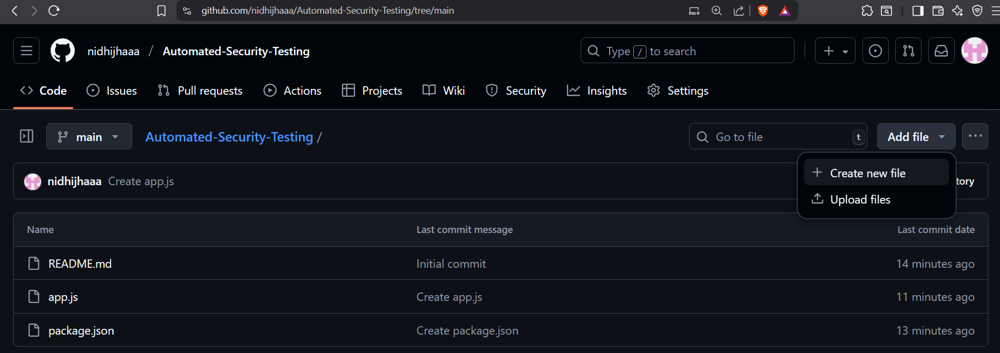 github.com/nidhijhaaa/Automated-Security-Testing/tree/main
nidhijhaaa / Automated-Security-Testing
Type / to search
Code Issues Pull requests Actions Projects Wiki Security Insights Settings
main Automated-Security-Testing / Go to file t Add file
Create new file
nidhijhaaa Create app.js tory
Upload files
Name Last commit message Last commit date
README.md Initial commit 14 minutes ago
app.js Create app.js 11 minutes ago
package.json Create package.json 13 minutes ago